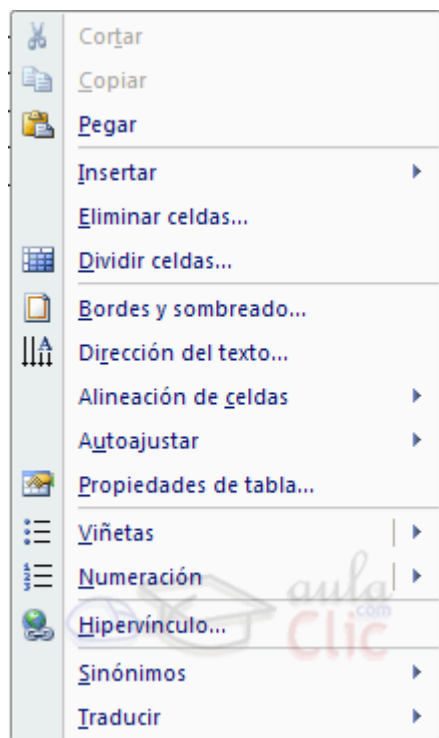 Cortar
Copiar
Pegar
Insertar
Eliminar celdas...
Dividir celdas...
Bordes y sombreado...
Dirección del texto...
Alineación de celdas
Autoajustar
Propiedades de tabla...
Viñetas
Numeración
aula
.com
Clic
Hipervínculo...
Sinónimos
Traducir